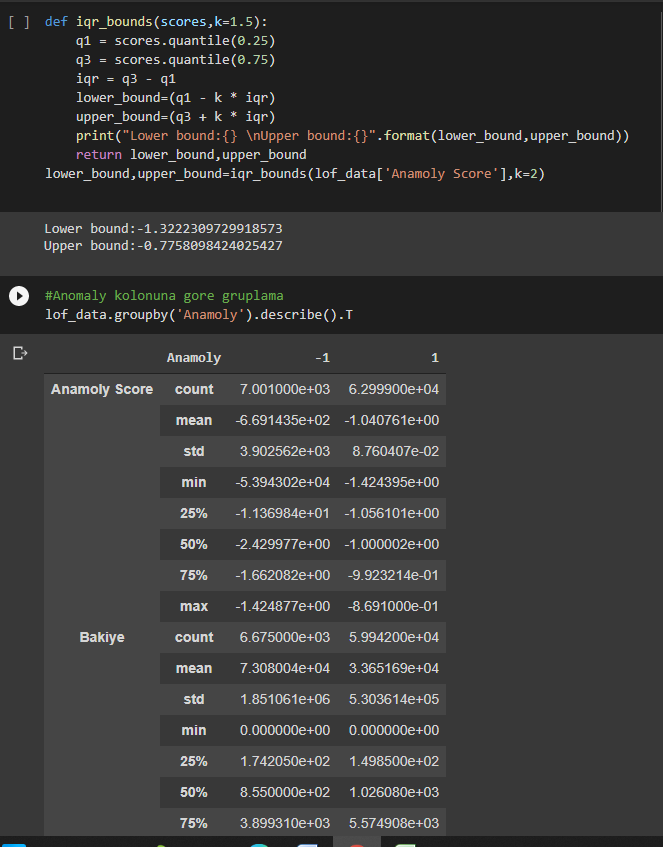 [ ] def iqr_bounds(scores,k=1.5):
q1 = scores.quantile(0.25)
q3 = scores.quantile(0.75)
iqr = q3 - q1
lower_bound=(q1 - k * iqr)
upper_bound=(q3 + k * iqr)
print("Lower bound:{} \nUpper bound:{}".format(lower_bound,upper_bound))
return lower_bound,upper_bound
lower_bound,upper_bound=iqr_bounds(lof_data['Anamoly Score'],k=2)
Lower bound:-1.3222309729918573
Upper bound:-0.7758098424025427
#Anomaly kolonuna gore gruplama
lof_data.groupby('Anamoly').describe().T
Anamoly -1 1
Anamoly Score count 7.001000e+03 6.299900e+04
mean -6.691435e+02 -1.040761e+00
std 3.902562e+03 8.760407e-02
min -5.394302e+04 -1.424395e+00
25% -1.136984e+01 -1.056101e+00
50% -2.429977e+00 -1.000002e+00
75% -1.662082e+00 -9.923214e-01
max -1.424877e+00 -8.691000e-01
Bakiye count 6.675000e+03 5.994200e+04
mean 7.308004e+04 3.365169e+04
std 1.851061e+06 5.303614e+05
min 0.000000e+00 0.000000e+00
25% 1.742050e+02 1.498500e+02
50% 8.550000e+02 1.026080e+03
75% 3.899310e+03 5.574908e+03